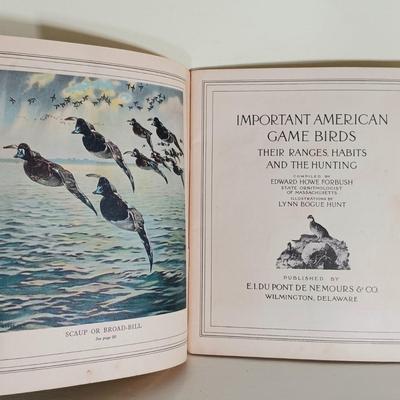 SCAUP OR BROAD-BILL
IMPORTANT AMERICAN
GAME BIRDS
THEIR RANGES, HABITS
AND THE HUNTING
COMPILED BY
EDWARD HOWE FORBUSH
STATE ORNITHOLOGIST
OF MASSACHUSETTS
ILLUSTRATIONS BY
LYNN BOGUE HUNT
PUBLISHED BY
E.I. DU PONT DE NEMOURS & CO.
WILMINGTON, DELAWARE